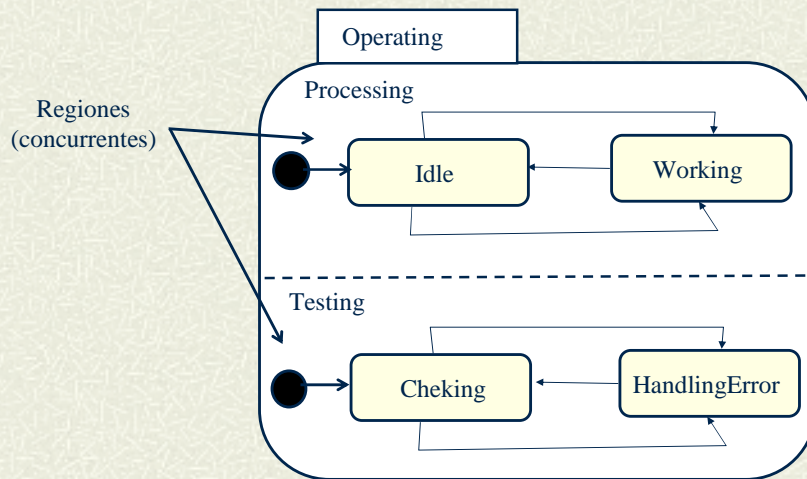 Operating
Processing
Regiones
(concurrentes)
Idle
Working
Testing
Cheking
HandlingError